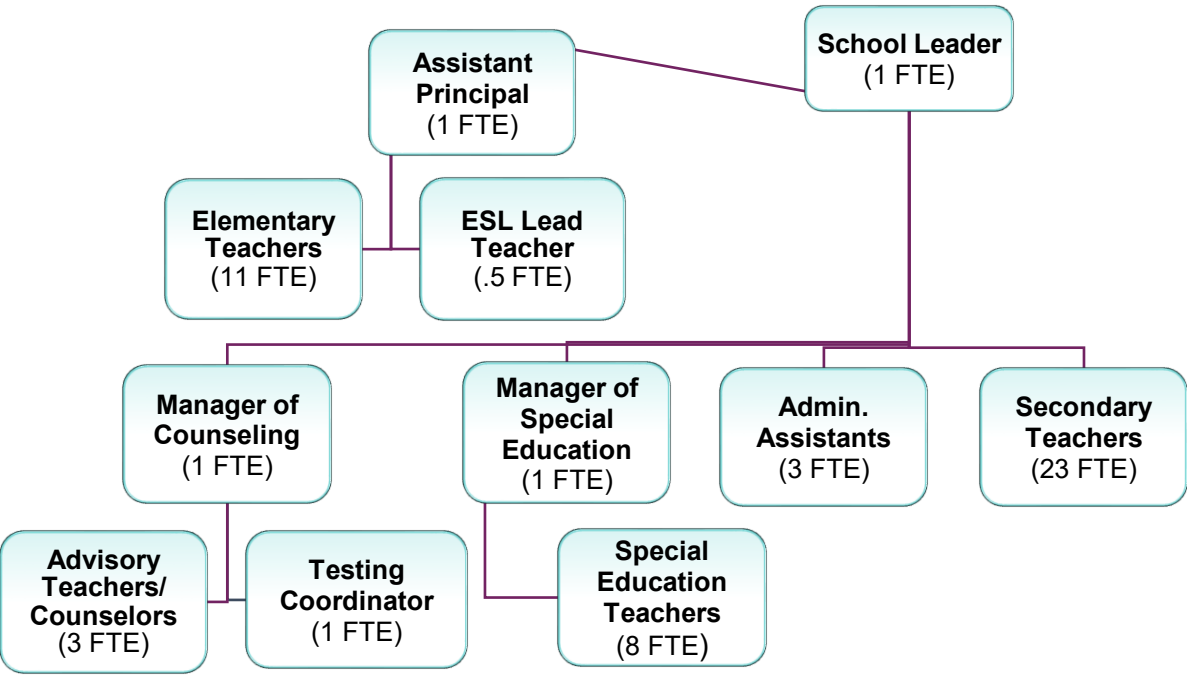 School Leader
(1 FTE)
Assistant
Principal
(1 FTE)
Elementary
Teachers
(11 FTE)
ESL Lead
Teacher
(.5 FTE)
Manager of
Counseling
(1 FTE)
Manager of
Special
Education
(1 FTE)
Admin.
Assistants
(3 FTE)
Secondary
Teachers
(23 FTE)
Advisory
Teachers/
Counselors
(3 FTE)
Testing
Coordinator
(1 FTE)
Special
Education
Teachers
(8 FTE)